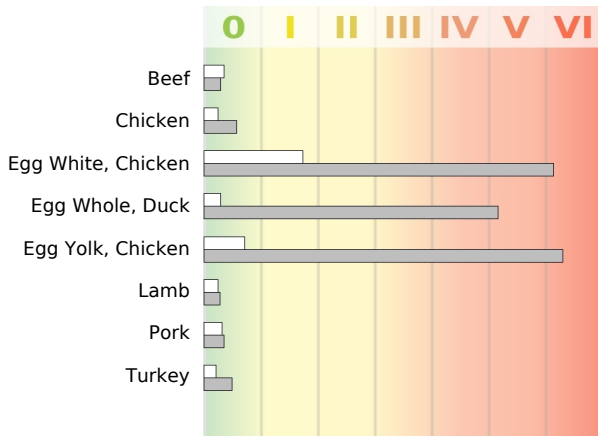 0 I II III IV V VI
Beef
Chicken
Egg White, Chicken
Egg Whole, Duck
Egg Yolk, Chicken
Lamb
Pork
Turkey